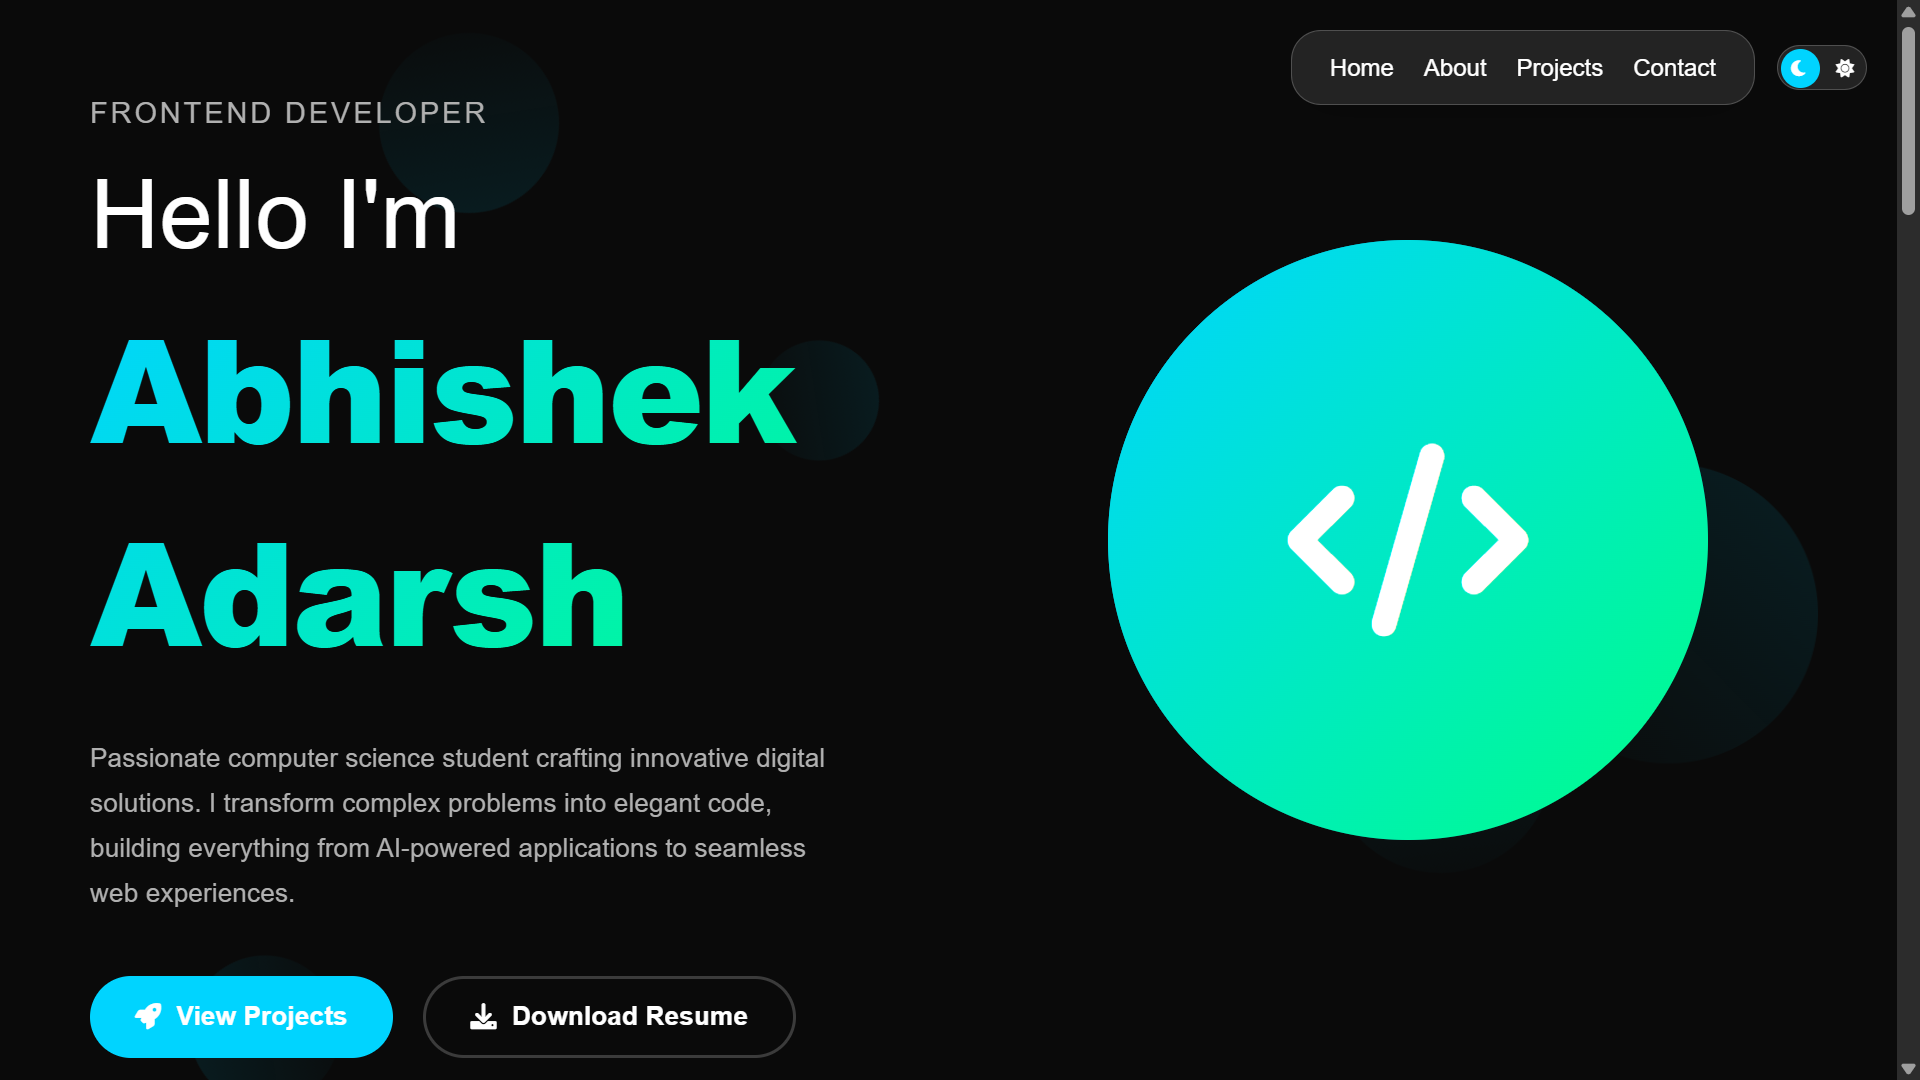 Home About Projects Contact
FRONTEND DEVELOPER
Hello I'm
Abhishek
Adarsh
Passionate computer science student crafting innovative digital
solutions. I transform complex problems into elegant code,
building everything from AI-powered applications to seamless
web experiences.
View Projects
Download Resume